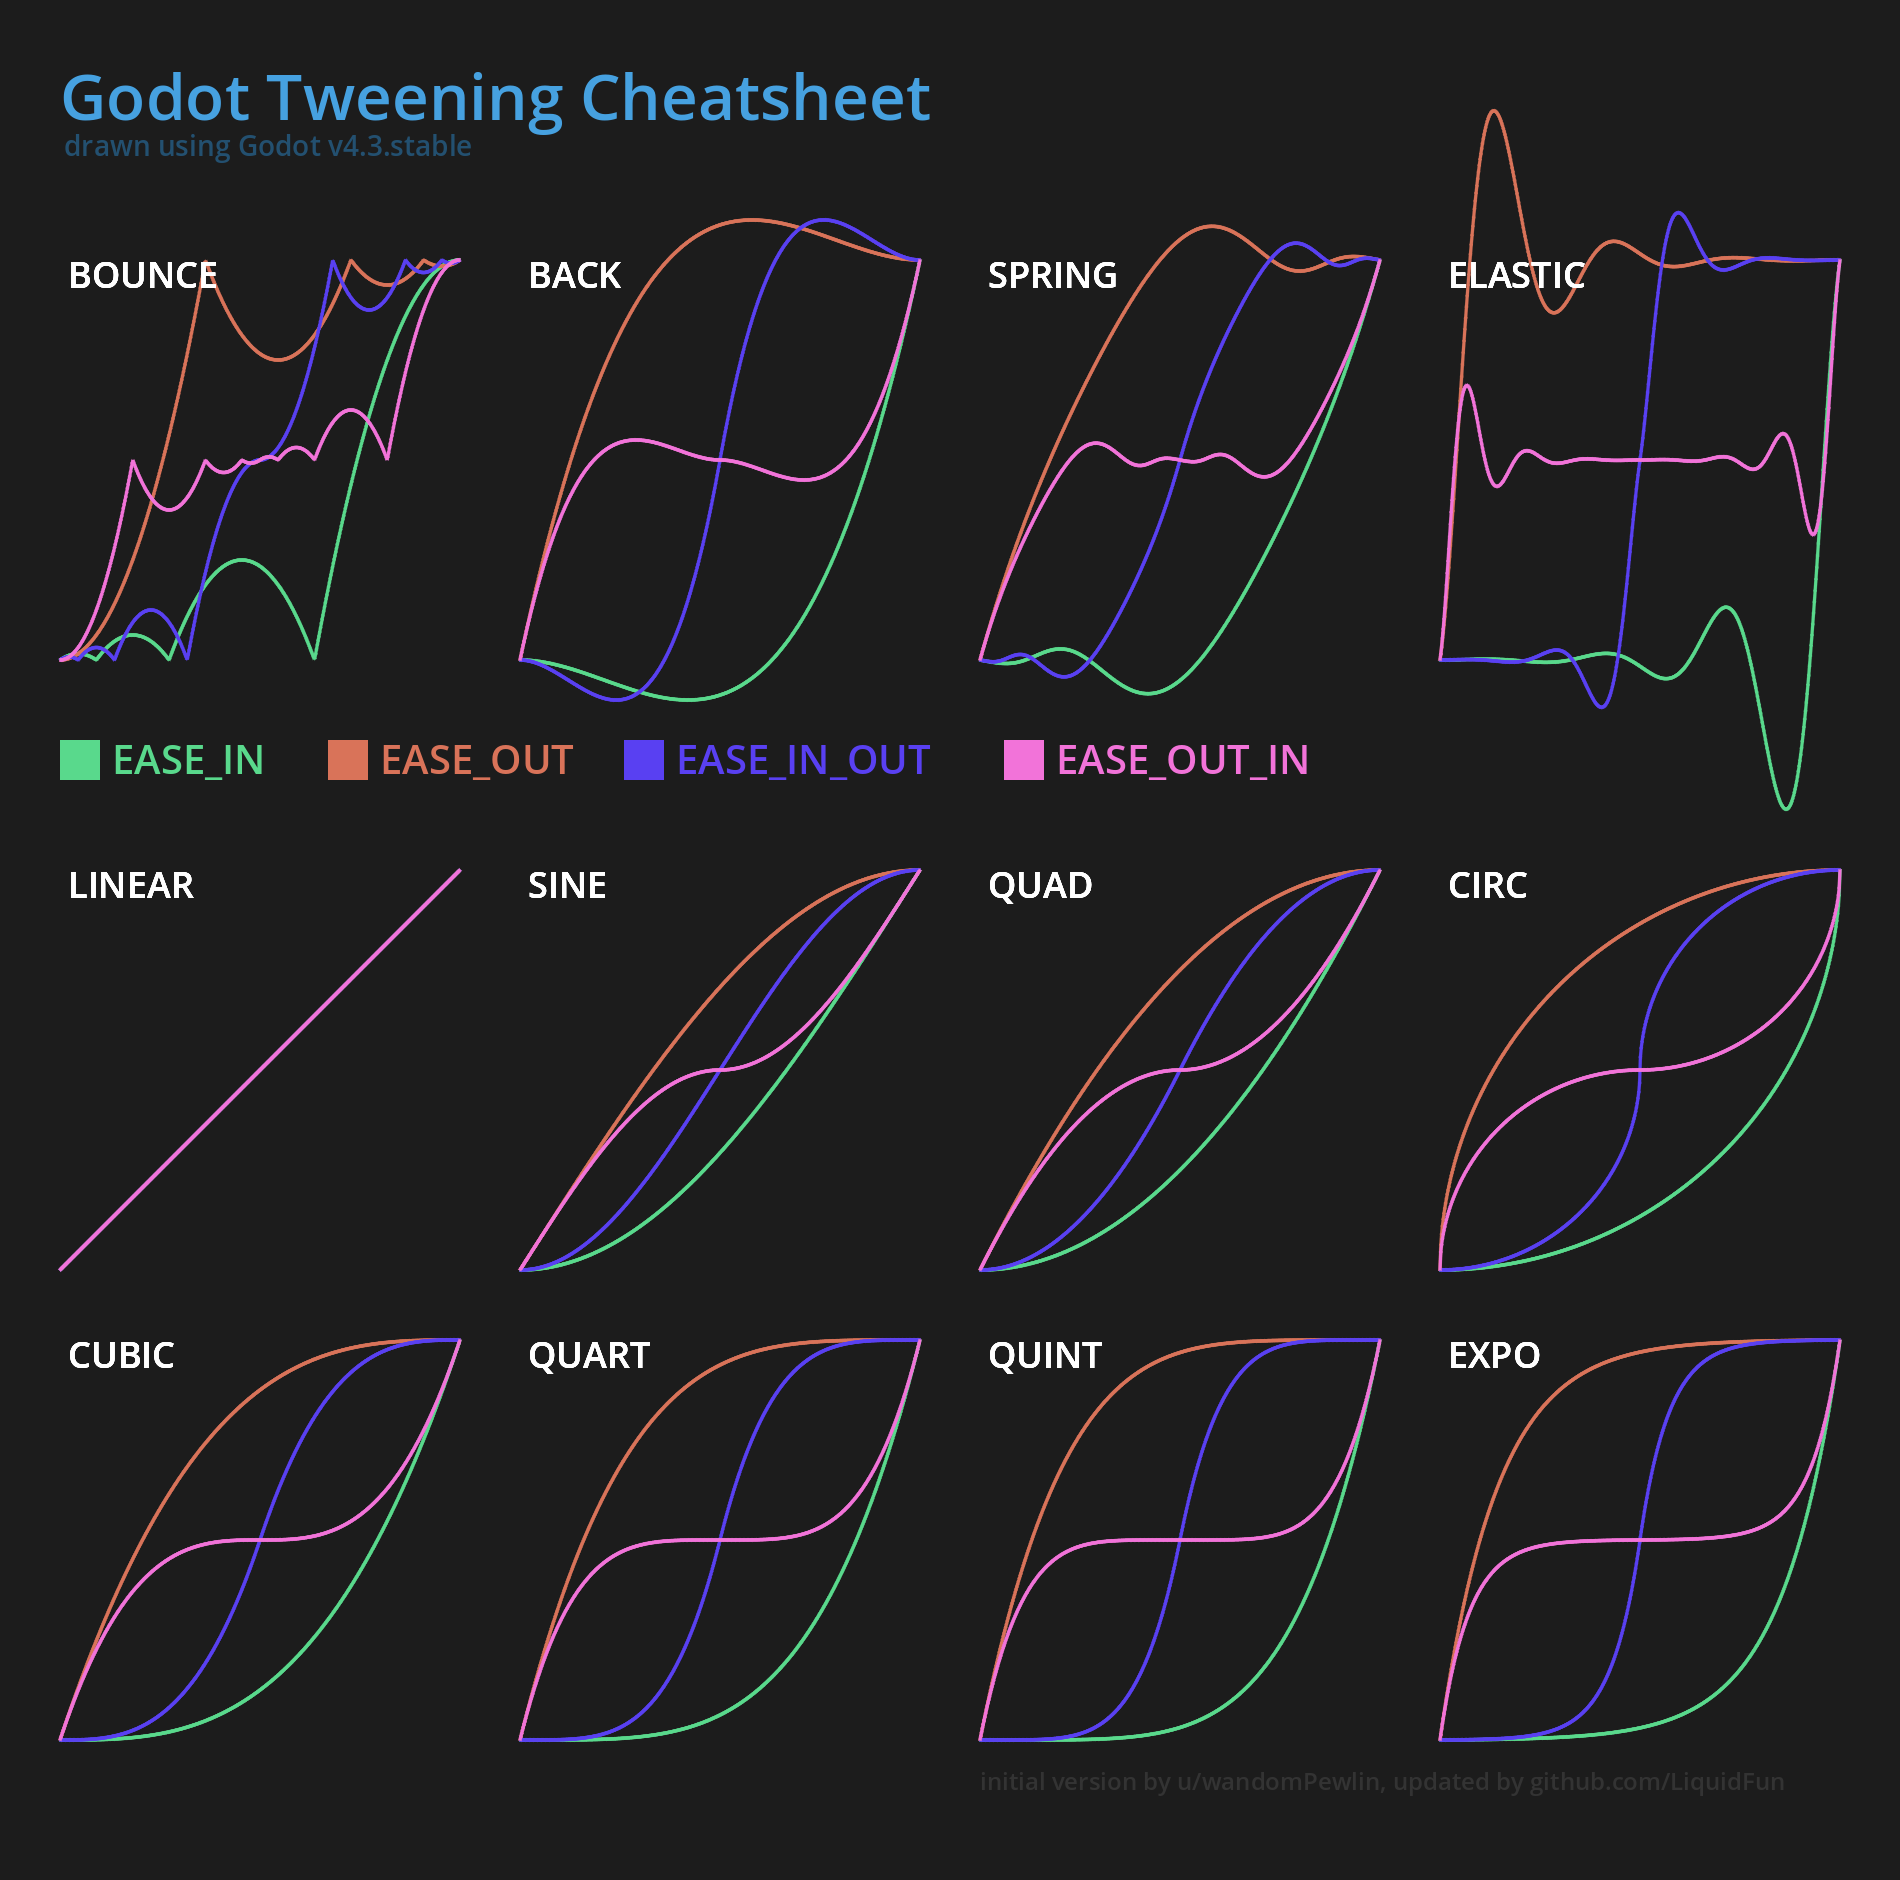 Godot Tweening Cheatsheet
drawn using Godot v4.3.stable
BOUNCE
BACK
SPRING
ELASTIC
EASE_IN
EASE_OUT
EASE_IN_OUT
EASE_OUT_IN
LINEAR
SINE
QUAD
CIRC
CUBIC
QUART
QUINT
EXPO
initial version by u/wandomPewlin, updated by github.com/LiquidFun